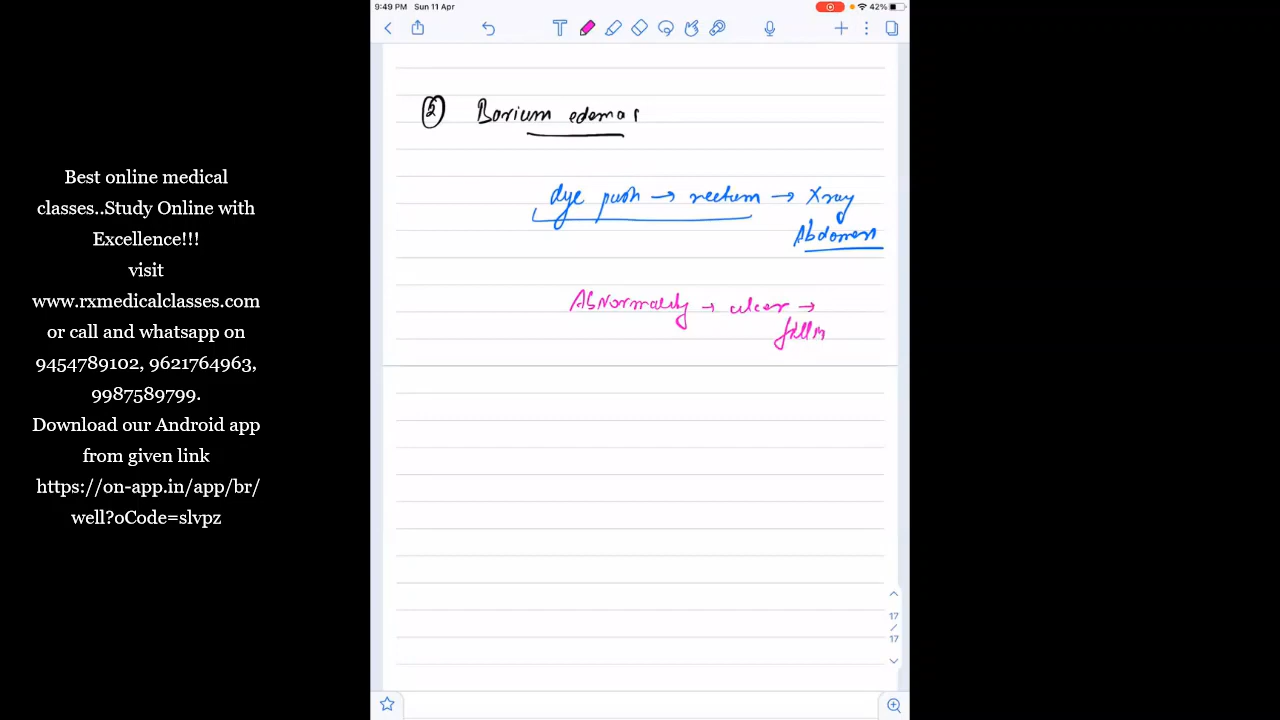 9:49 PM Sun 11 Apr
42%
Best online medical
classes..Study Online with
Excellence!!!
visit
www.rxmedicalclasses.com
or call and whatsapp on
9454789102, 9621764963,
9987589799.
Download our Android app
from given link
https://on-app.in/app/br/
well?oCode=slvpz
② Barium edema
dye push → rectum → Xray
Abdomen
Abnormality → ulcer →
17
/
17